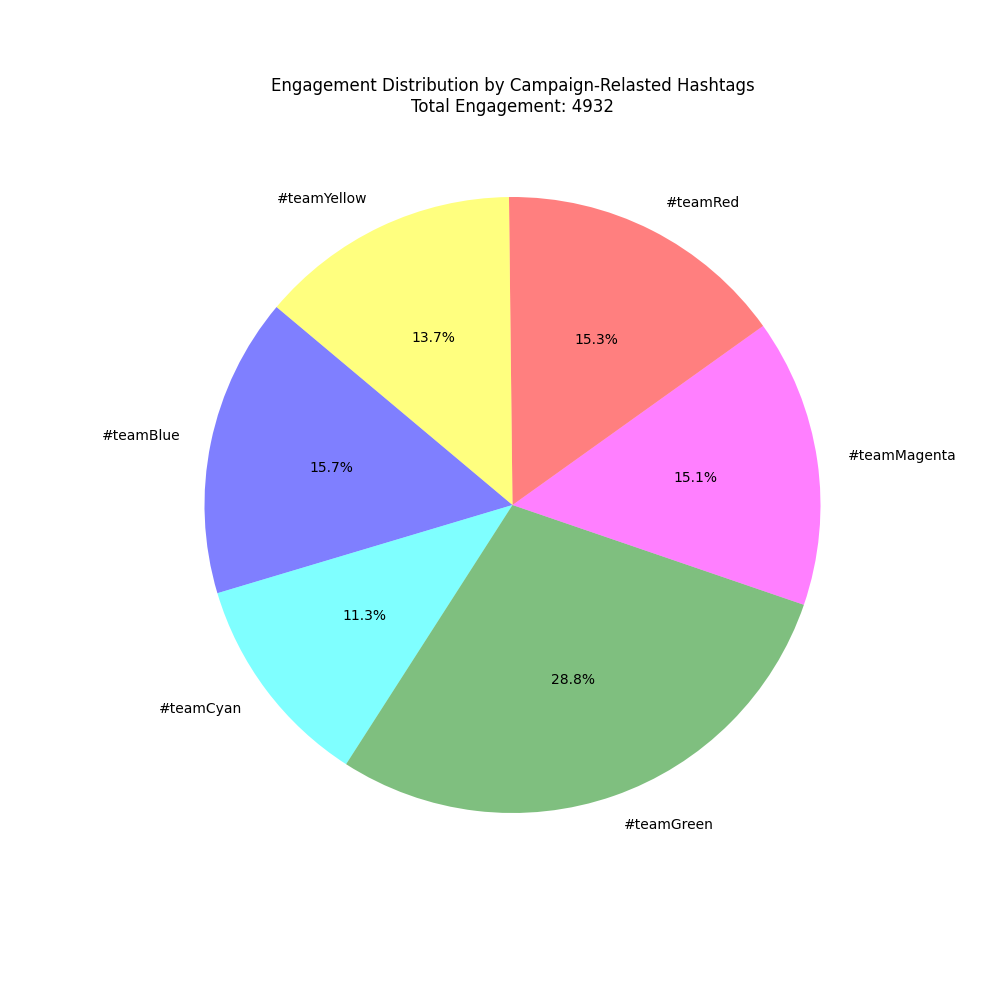 Engagement Distribution by Campaign-Relasted Hashtags
Total Engagement: 4932
#teamYellow
#teamRed
13.7%
15.3%
#teamBlue
15.7%
15.1%
#teamMagenta
11.3%
#teamCyan
28.8%
#teamGreen